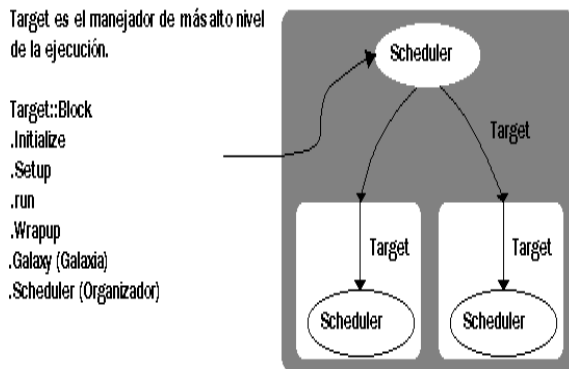 Target es el manejador de más alto nivel
de la ejecución.
Target::Block
.Initialize
.Setup
.run
.Wrapup
.Galaxy (Galaxia)
.Scheduler (Organizador)
Scheduler
Target
Target
Target
Scheduler
Scheduler